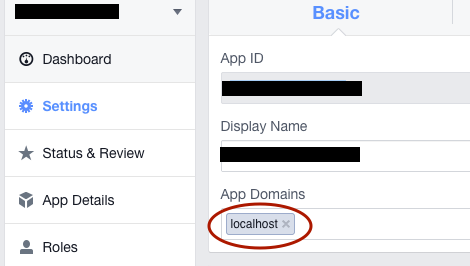 Basic
Dashboard
Settings
Status & Review
App Details
Roles
App ID
Display Name
App Domains
localhost ×